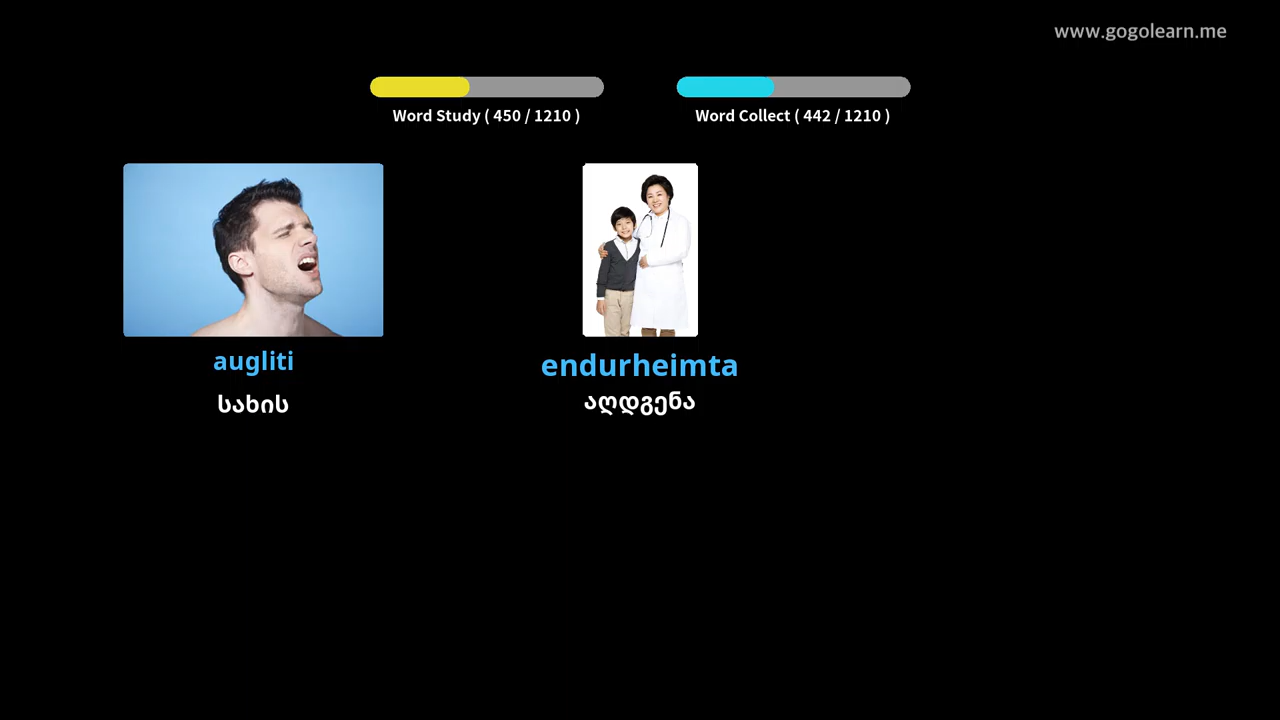 www.gogolearn.me
Word Study ( 450 / 1210 )
Word Collect ( 442 / 1210 )
augliti
სახის
endurheimta
აღდგენა